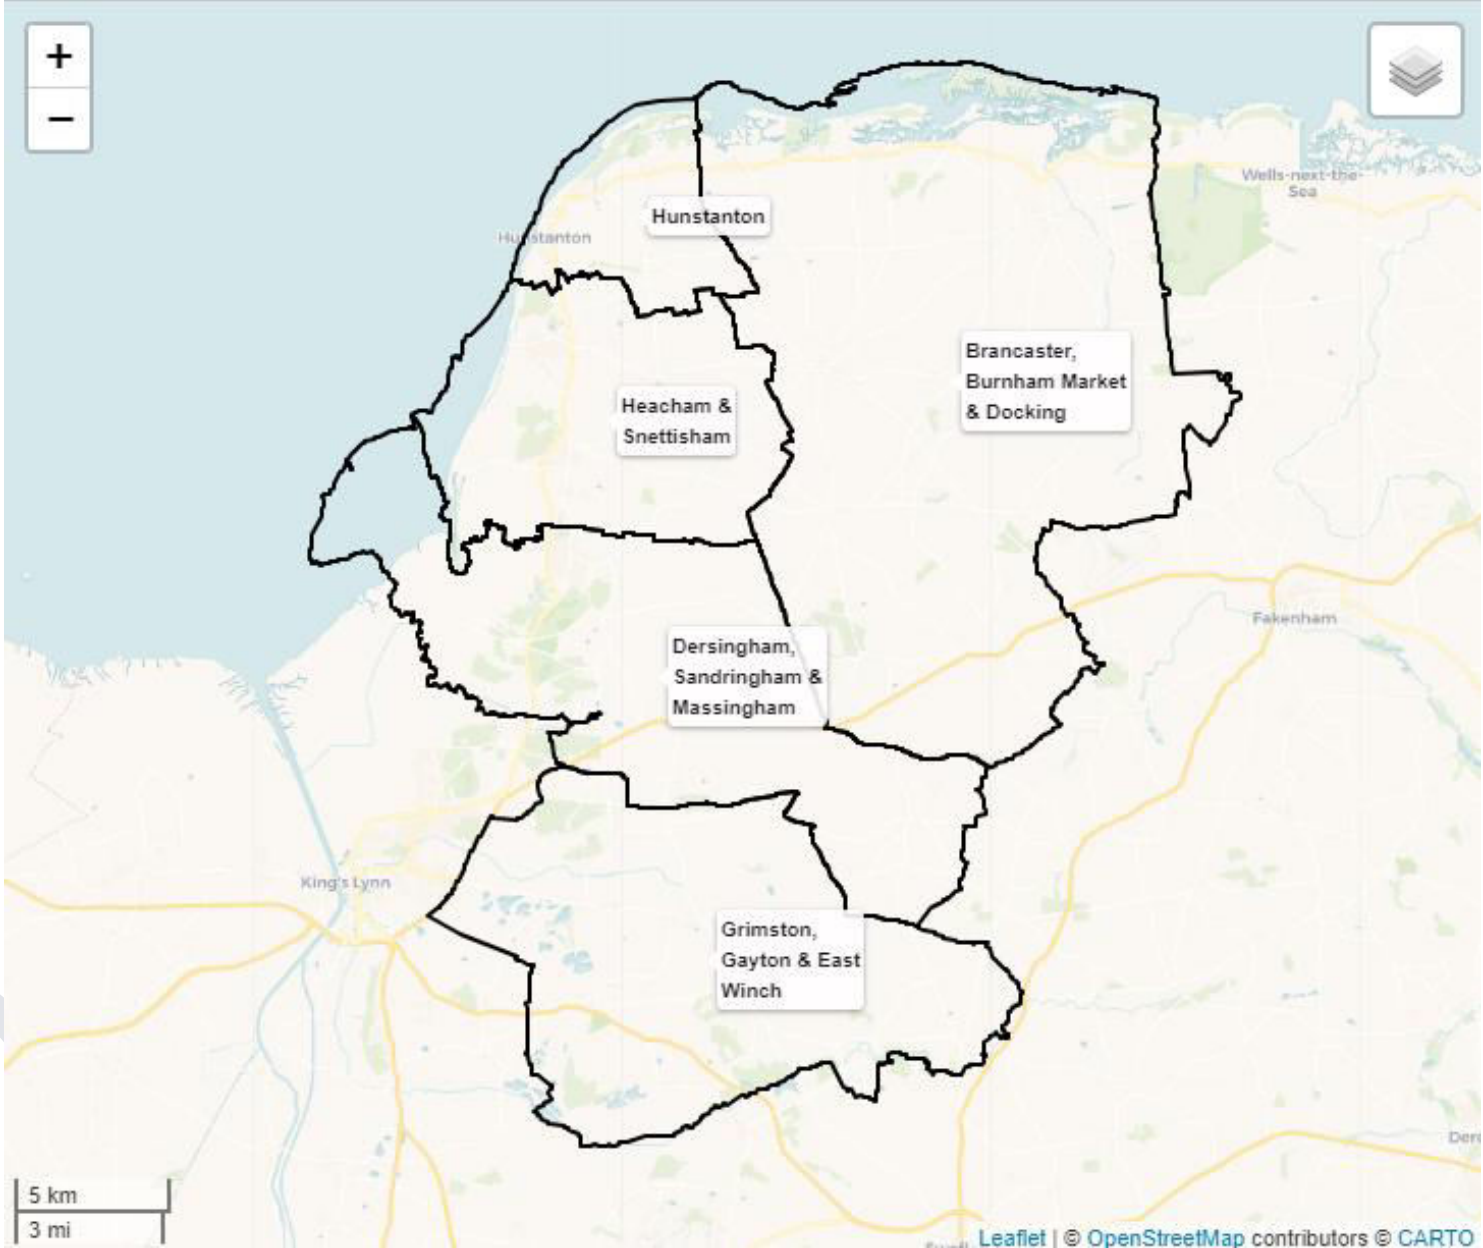 +
−
Wells-next-the-
Sea
Hunstanton
Hunstanton
Brancaster,
Burnham Market
& Docking
Heacham &
Snettisham
Fakenham
Dersingham,
Sandringham &
Massingham
King's Lynn
Grimston,
Gayton & East
Winch
5 km
3 mi
Leaflet | © OpenStreetMap contributors © CARTO